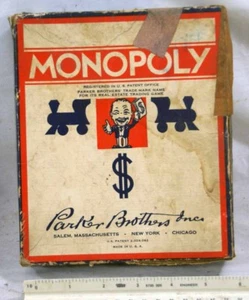 MONOPOLY
REGISTERED IN U. S. PATENT OFFICE
PARKER BROTHERS TRADE-MARK NAME
FOR ITS REAL ESTATE TRADING GAME
$
Parker Brothers Inc.
SALEM, MASSACHUSETTS · NEW YORK · CHICAGO
MADE IN U. S. A.